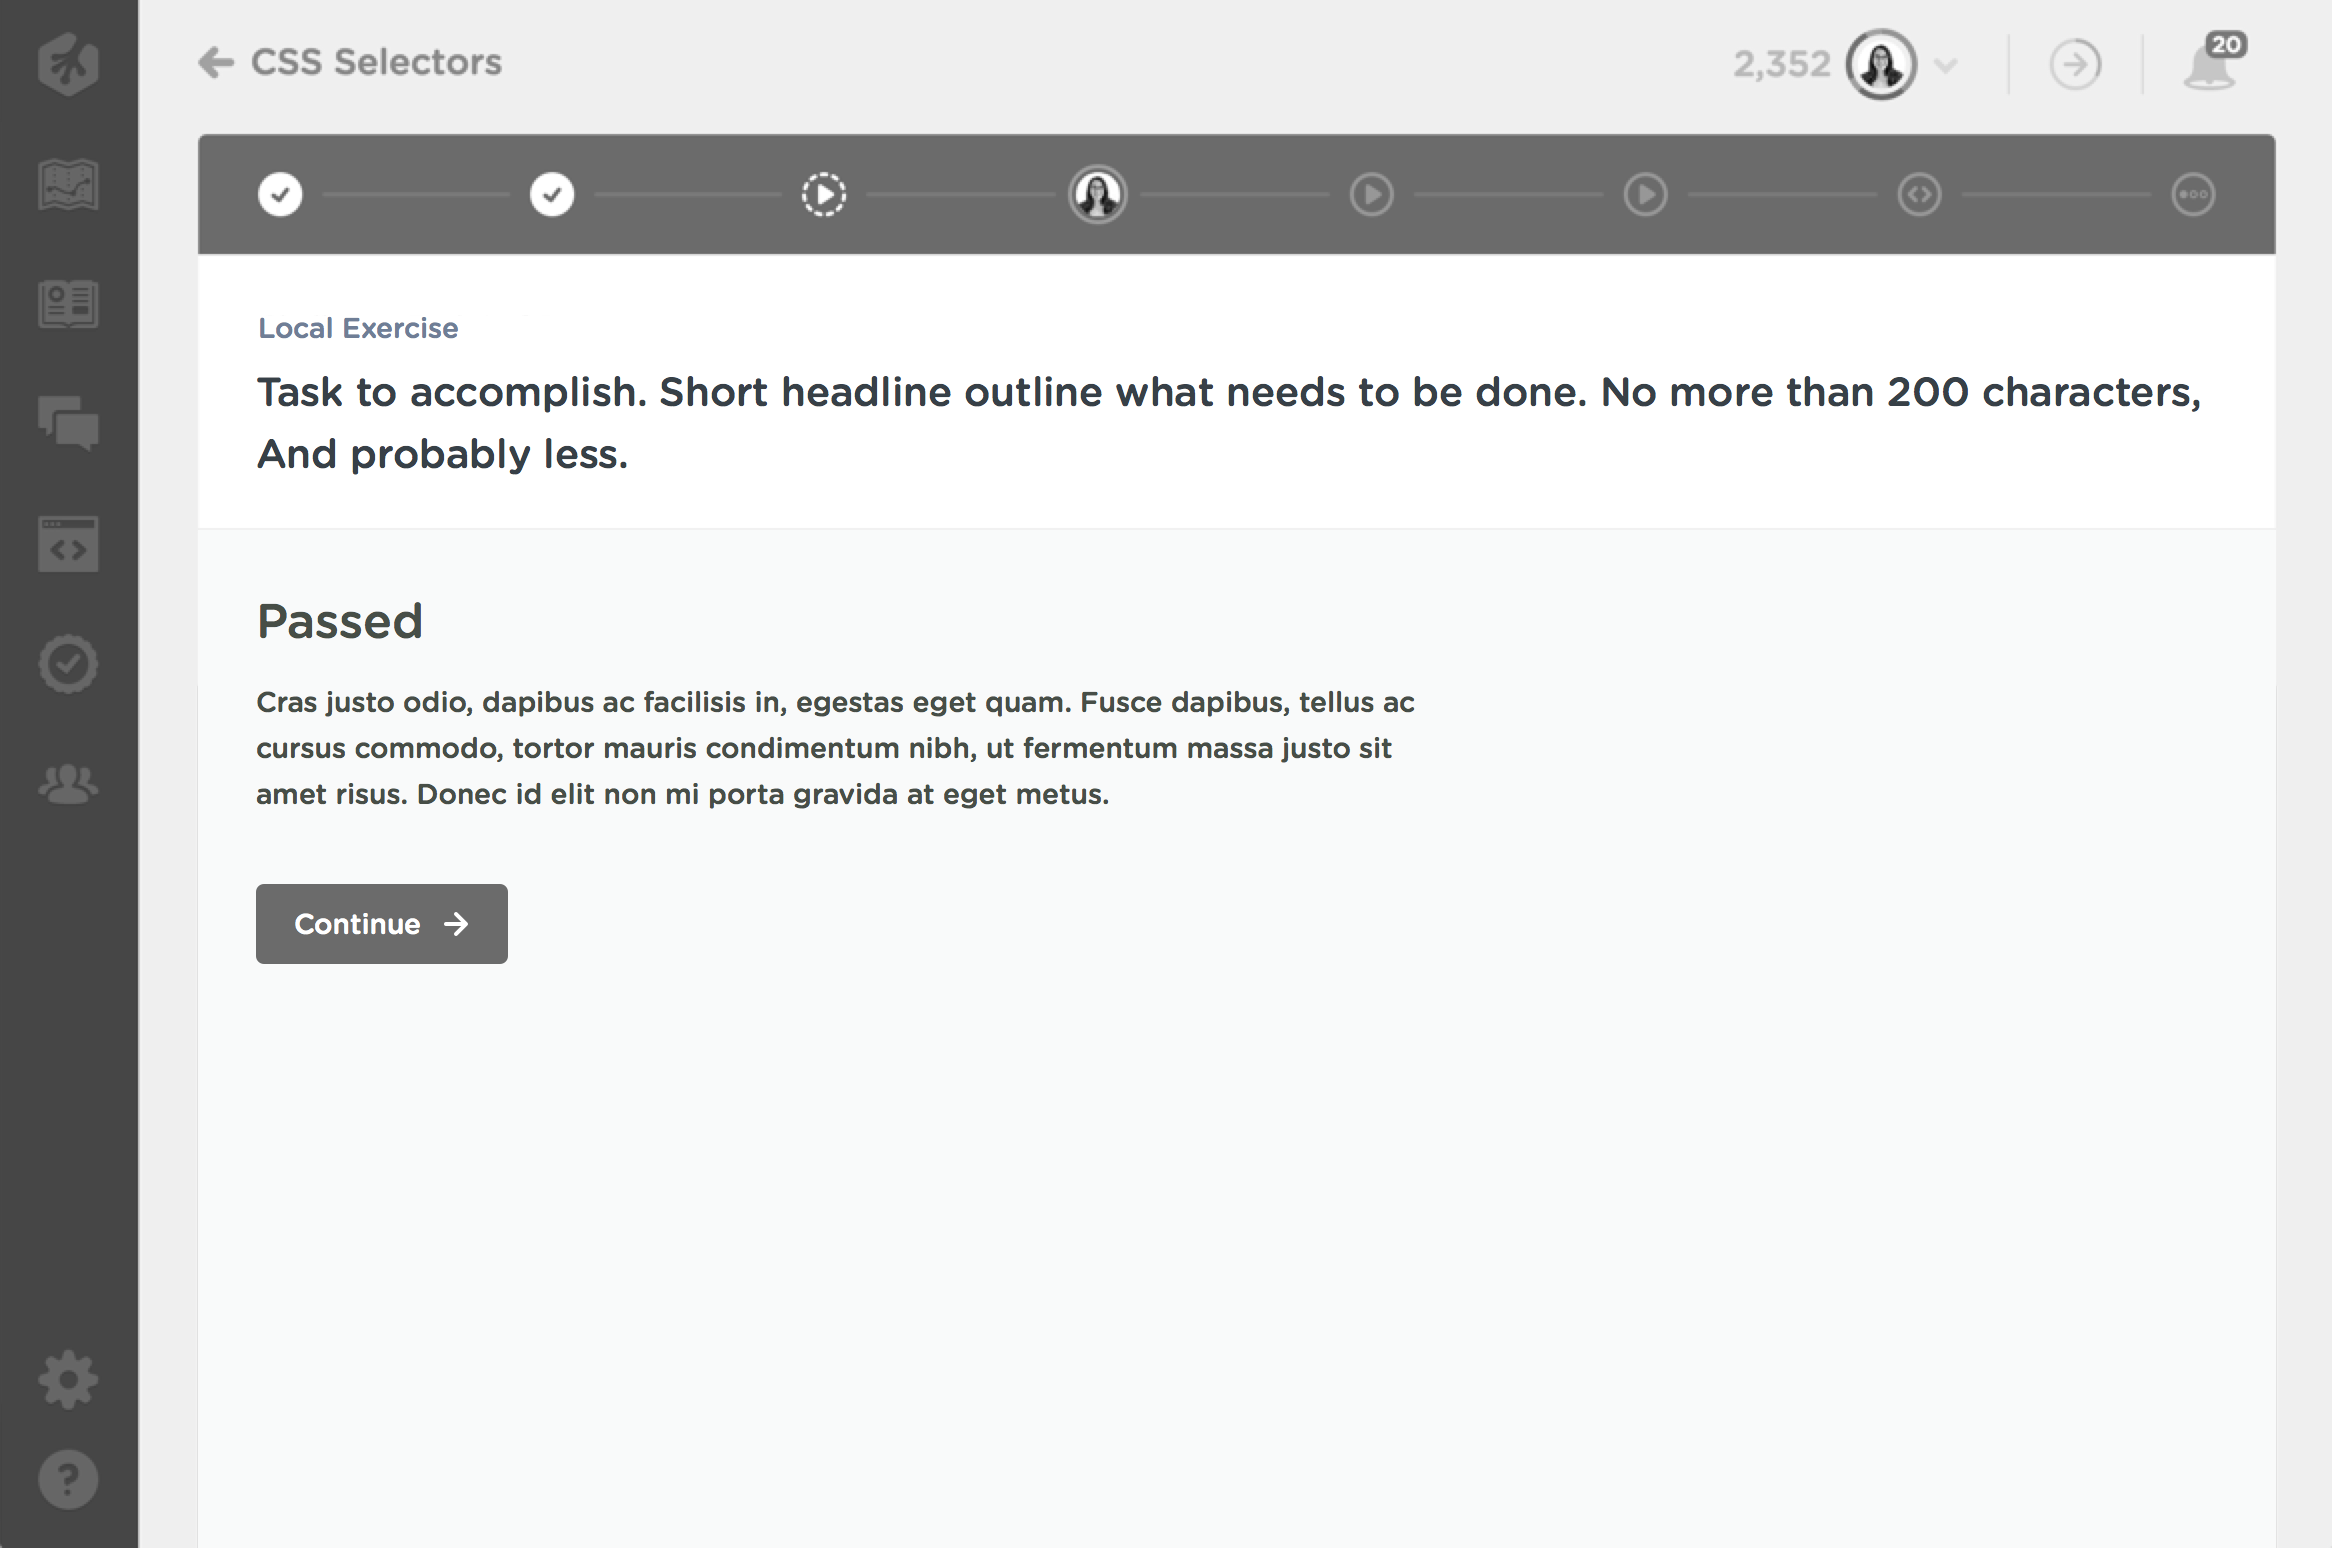 CSS Selectors
2,352
20
Local Exercise
Task to accomplish. Short headline outline what needs to be done. No more than 200 characters,
And probably less.
Passed
Cras justo odio, dapibus ac facilisis in, egestas eget quam. Fusce dapibus, tellus ac
cursus commodo, tortor mauris condimentum nibh, ut fermentum massa justo sit
amet risus. Donec id elit non mi porta gravida at eget metus.
Continue